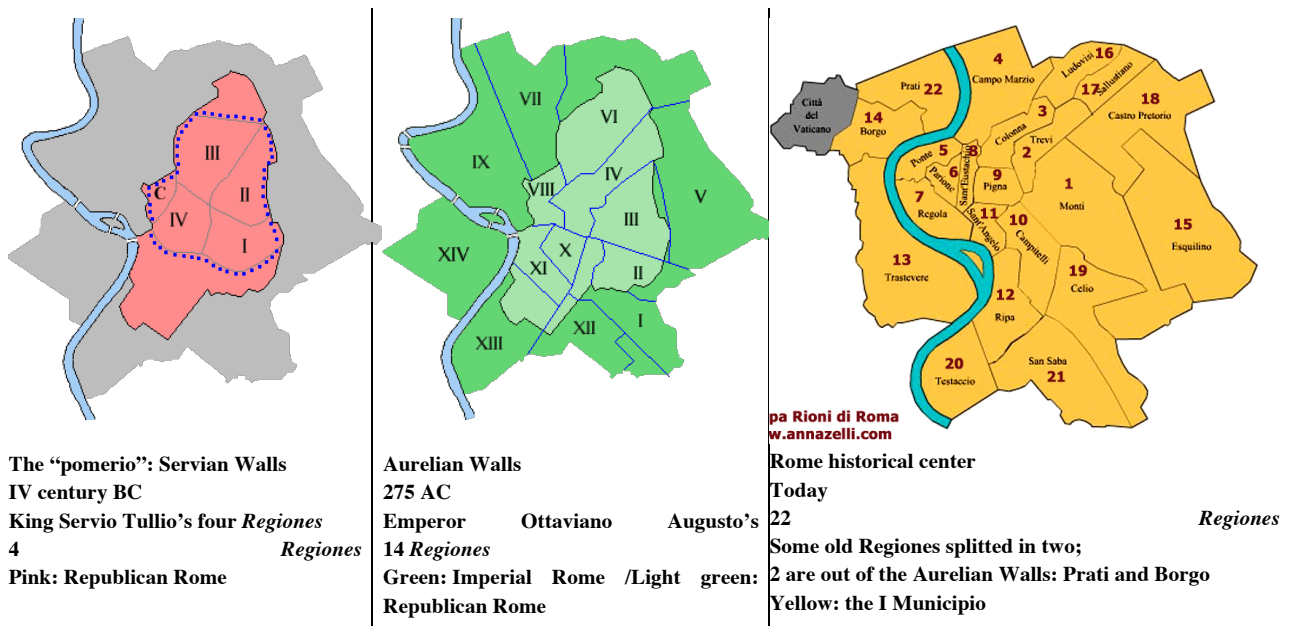 III
C
II
IV
I
The “pomerio”: Servian Walls
IV century BC
King Servio Tullio’s four Regiones
4 Regiones
Pink: Republican Rome
VII
VI
IX
IV
VIII
V
III
XIV
X
XI
II
I
XII
XIII
Aurelian Walls
275 AC
Emperor Ottaviano Augusto’s
14 Regiones
Green: Imperial Rome /Light green:
Republican Rome
Città
del
Vaticano
Prati 22
14
Borgo
4
Campo Marzio
Ludovisi 16
17 Sallustiano
18
Castro Pretorio
3
Colonna
Trevi
2
Ponte 5
8
Sant'Eustachio
6
Parione
9
Pigna
7
Regola
1
Monti
11
Sant'Angelo
10
Campitelli
15
Esquilino
13
Trastevere
19
Celio
12
Ripa
20
Testaccio
San Saba
21
pa Rioni di Roma
w.annazelli.com
Rome historical center
Today
22 Regiones
Some old Regiones splitted in two;
2 are out of the Aurelian Walls: Prati and Borgo
Yellow: the I Municipio